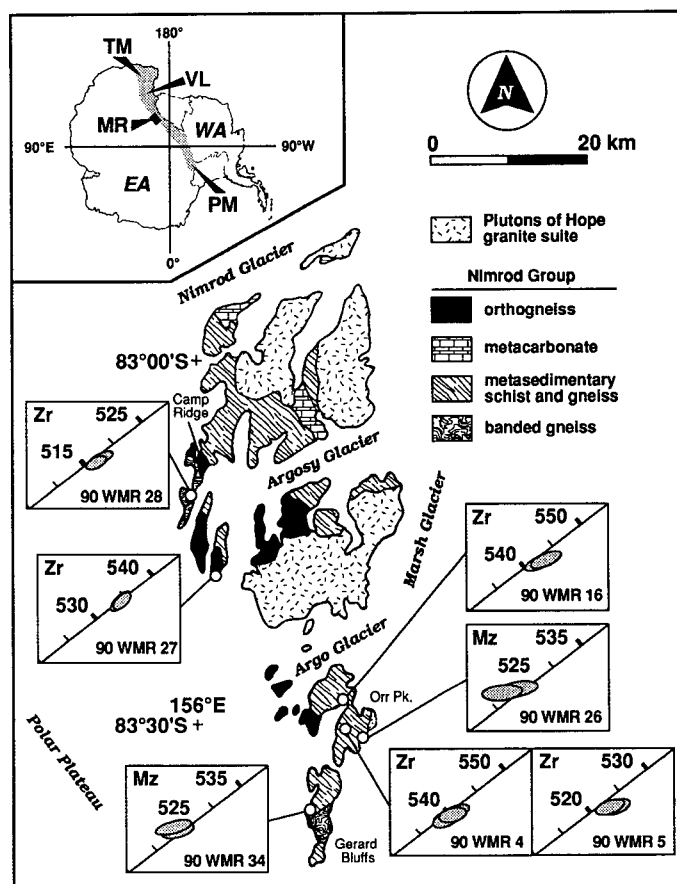 180°
TM
VL
MR
WA
90°E
90°W
EA
PM
0°
N
0 20 km
Plutons of Hope
granite suite
Nimrod Group
orthogneiss
metacarbonate
metasedimentary
schist and gneiss
banded gneiss
Nimrod Glacier
83°00'S +
Camp
Ridge
Argosy Glacier
Marsh Glacier
Zr 525
515
90 WMR 28
Zr 540
530
90 WMR 27
Zr 550
540
90 WMR 16
Argo Glacier
Mz 535
525
90 WMR 26
156°E
83°30'S +
Orr Pk.
Polar Plateau
Mz 535
525
90 WMR 34
Gerard
Bluffs
Zr 550
540
90 WMR 4
Zr 530
520
90 WMR 5